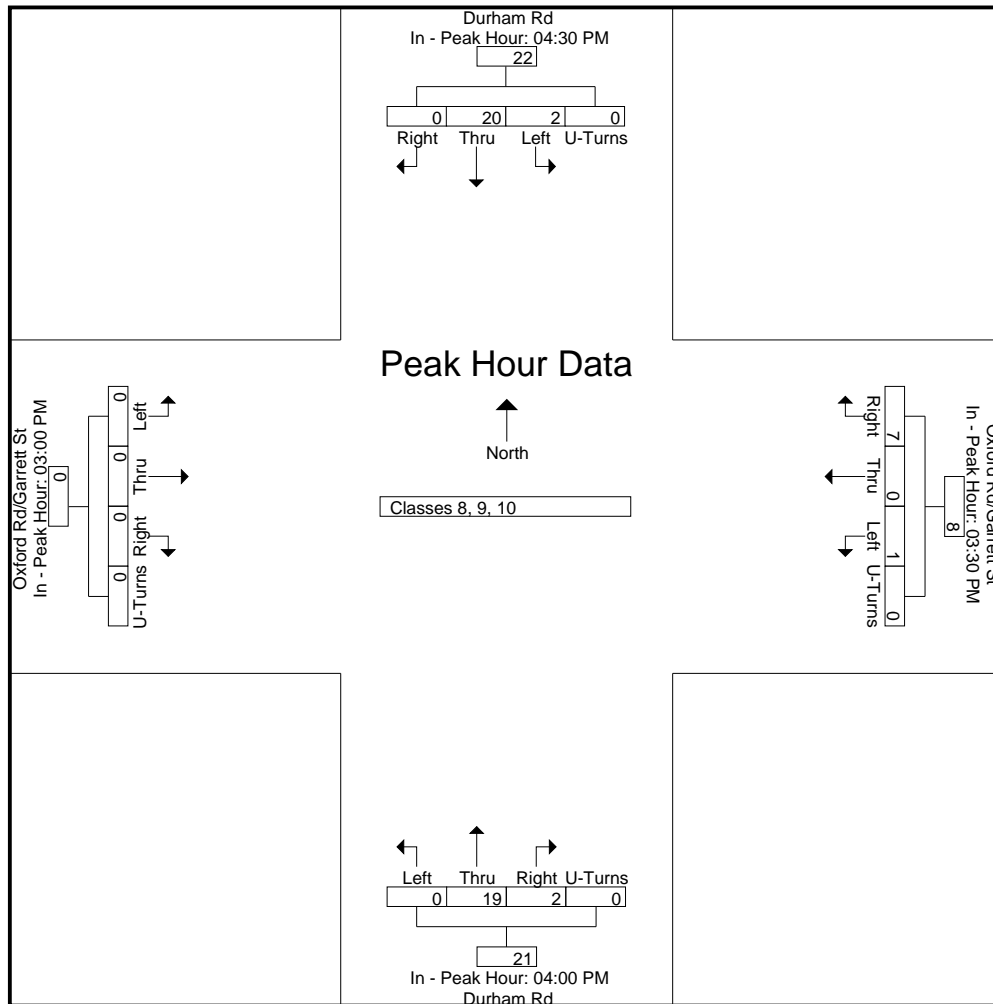 Durham Rd
In - Peak Hour: 04:30 PM
22
0 20 2 0
Right Thru Left U-Turns
Peak Hour Data
North
Classes 8, 9, 10
Oxford Rd/Garrett St
In - Peak Hour: 03:00 PM
0
0 0 0 0
Left Thru Right U-Turns
Oxford Rd/Garrett St
In - Peak Hour: 03:30 PM
8
7 0 1 0
Right Thru Left U-Turns
Left Thru Right U-Turns
0 19 2 0
21
In - Peak Hour: 04:00 PM
Durham Rd